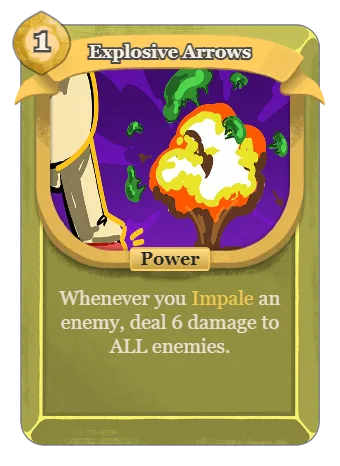 1
Explosive Arrows
Power
Whenever you Impale an
enemy, deal 6 damage to
ALL enemies.